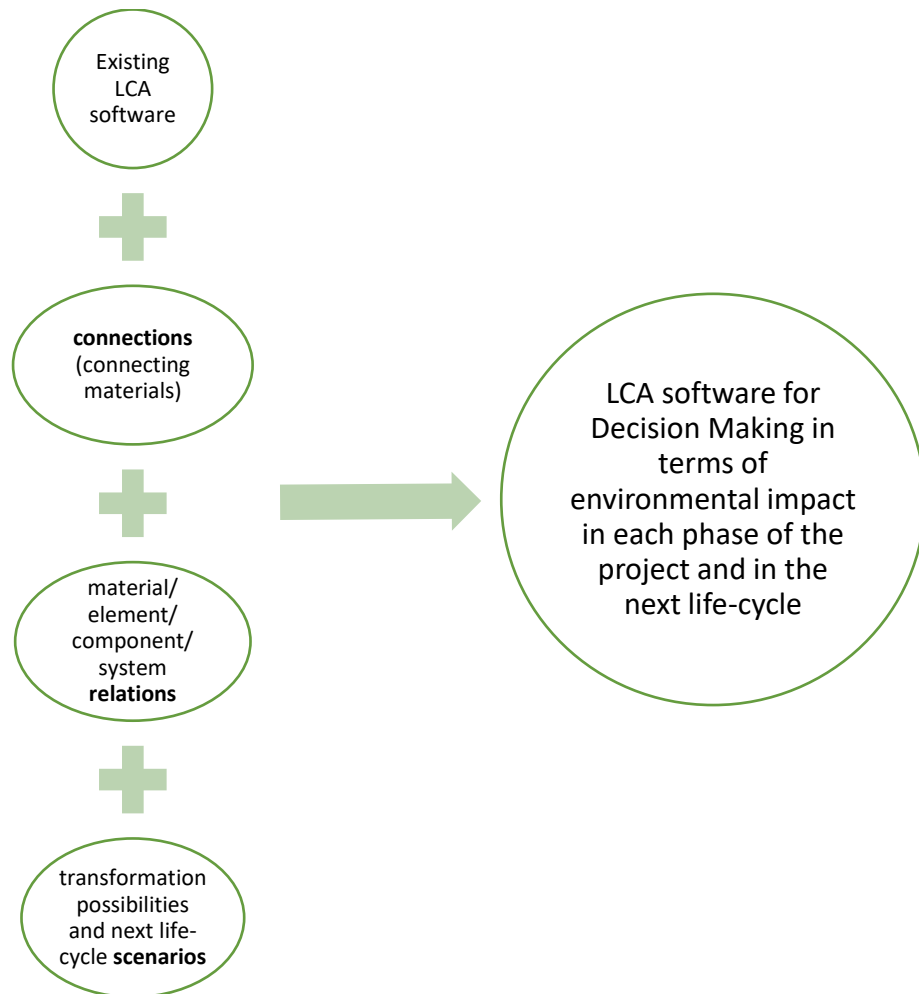 Existing
LCA
software
connections
(connecting
materials)
material/
element/
component/
system
relations
transformation
possibilities
and next life-
cycle scenarios
LCA software for
Decision Making in
terms of
environmental impact
in each phase of the
project and in the
next life-cycle